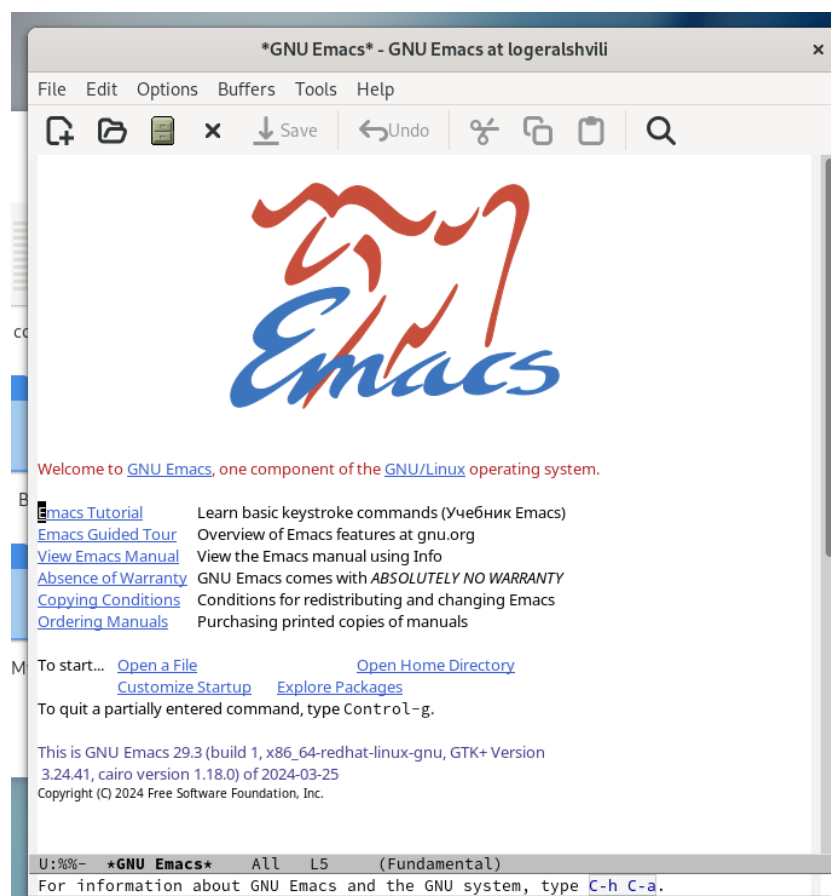 *GNU Emacs* - GNU Emacs at logeralshvili
File Edit Options Buffers Tools Help
Save Undo
Emacs
Welcome to GNU Emacs, one component of the GNU/Linux operating system.
Emacs Tutorial Learn basic keystroke commands (Учебник Emacs)
Emacs Guided Tour Overview of Emacs features at gnu.org
View Emacs Manual View the Emacs manual using Info
Absence of Warranty GNU Emacs comes with ABSOLUTELY NO WARRANTY
Copying Conditions Conditions for redistributing and changing Emacs
Ordering Manuals Purchasing printed copies of manuals
To start... Open a File Open Home Directory
Customize Startup Explore Packages
To quit a partially entered command, type Control-g.
This is GNU Emacs 29.3 (build 1, x86_64-redhat-linux-gnu, GTK+ Version
3.24.41, cairo version 1.18.0) of 2024-03-25
Copyright (C) 2024 Free Software Foundation, Inc.
U:%%- *GNU Emacs* All L5 (Fundamental)
For information about GNU Emacs and the GNU system, type C-h C-a.